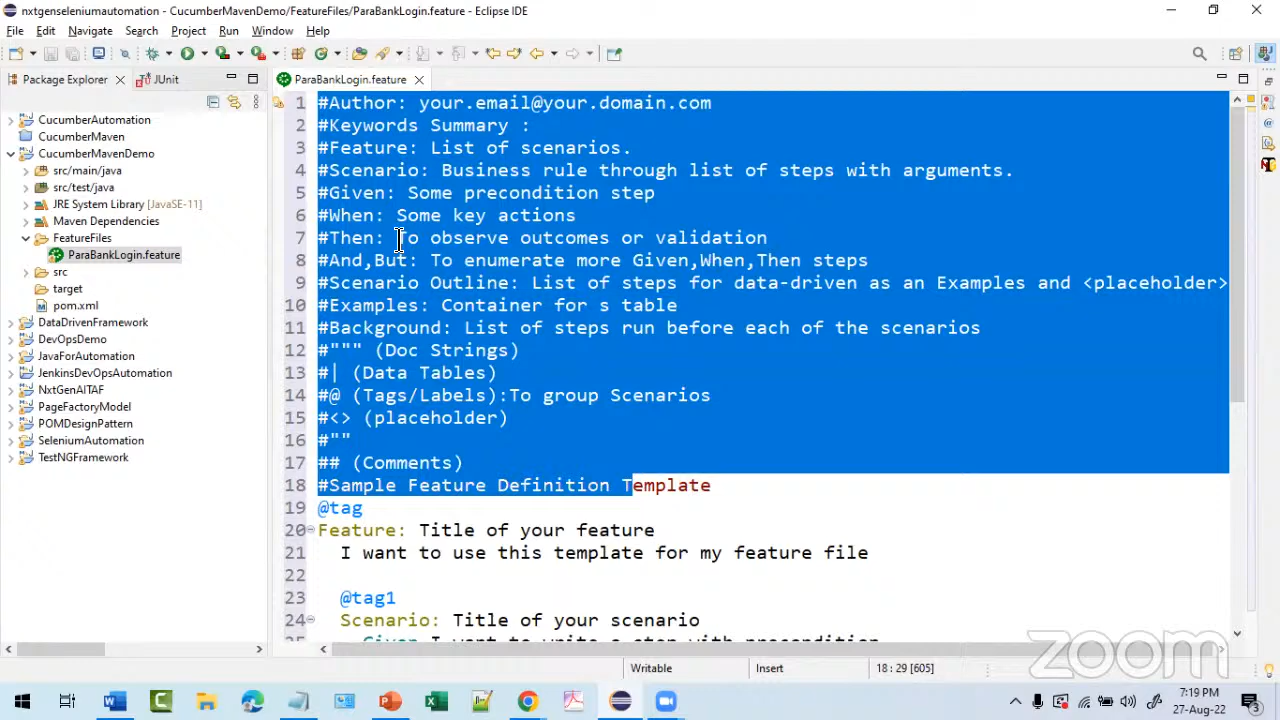 nxtgenseleniumautomation - CucumberMavenDemo/FeatureFiles/ParaBankLogin.feature - Eclipse IDE
File Edit Navigate Search Project Run Window Help
Package Explorer JUnit
ParaBankLogin.feature
CucumberAutomation
CucumberMaven
CucumberMavenDemo
src/main/java
src/test/java
JRE System Library [JavaSE-11]
Maven Dependencies
FeatureFiles
ParaBankLogin.feature
src
target
pom.xml
DataDrivenFramework
DevOpsDemo
JavaForAutomation
JenkinsDevOpsAutomation
NxtGenAITAF
PageFactoryModel
POMDesignPattern
SeleniumAutomation
TestNGFramework
1 #Author: your.email@your.domain.com
2 #Keywords Summary :
3 #Feature: List of scenarios.
4 #Scenario: Business rule through list of steps with arguments.
5 #Given: Some precondition step
6 #When: Some key actions
7 #Then: To observe outcomes or validation
8 #And,But: To enumerate more Given,When,Then steps
9 #Scenario Outline: List of steps for data-driven as an Examples and <placeholder>
10 #Examples: Container for s table
11 #Background: List of steps run before each of the scenarios
12 #""" (Doc Strings)
13 #| (Data Tables)
14 #@ (Tags/Labels):To group Scenarios
15 #<> (placeholder)
16 #""
17 ## (Comments)
18 #Sample Feature Definition Template
19 @tag
20 Feature: Title of your feature
21 I want to use this template for my feature file
22
23 @tag1
24 Scenario: Title of your scenario
25 Given I want to write a step with precondition
Writable Insert 18 : 29 [605]
zoom
7:19 PM
27-Aug-22
3